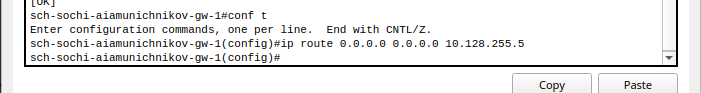 [OK]
sch-sochi-aiamunichnikov-gw-1#conf t
Enter configuration commands, one per line.  End with CNTL/Z.
sch-sochi-aiamunichnikov-gw-1(config)#ip route 0.0.0.0 0.0.0.0 10.128.255.5
sch-sochi-aiamunichnikov-gw-1(config)#
Copy
Paste